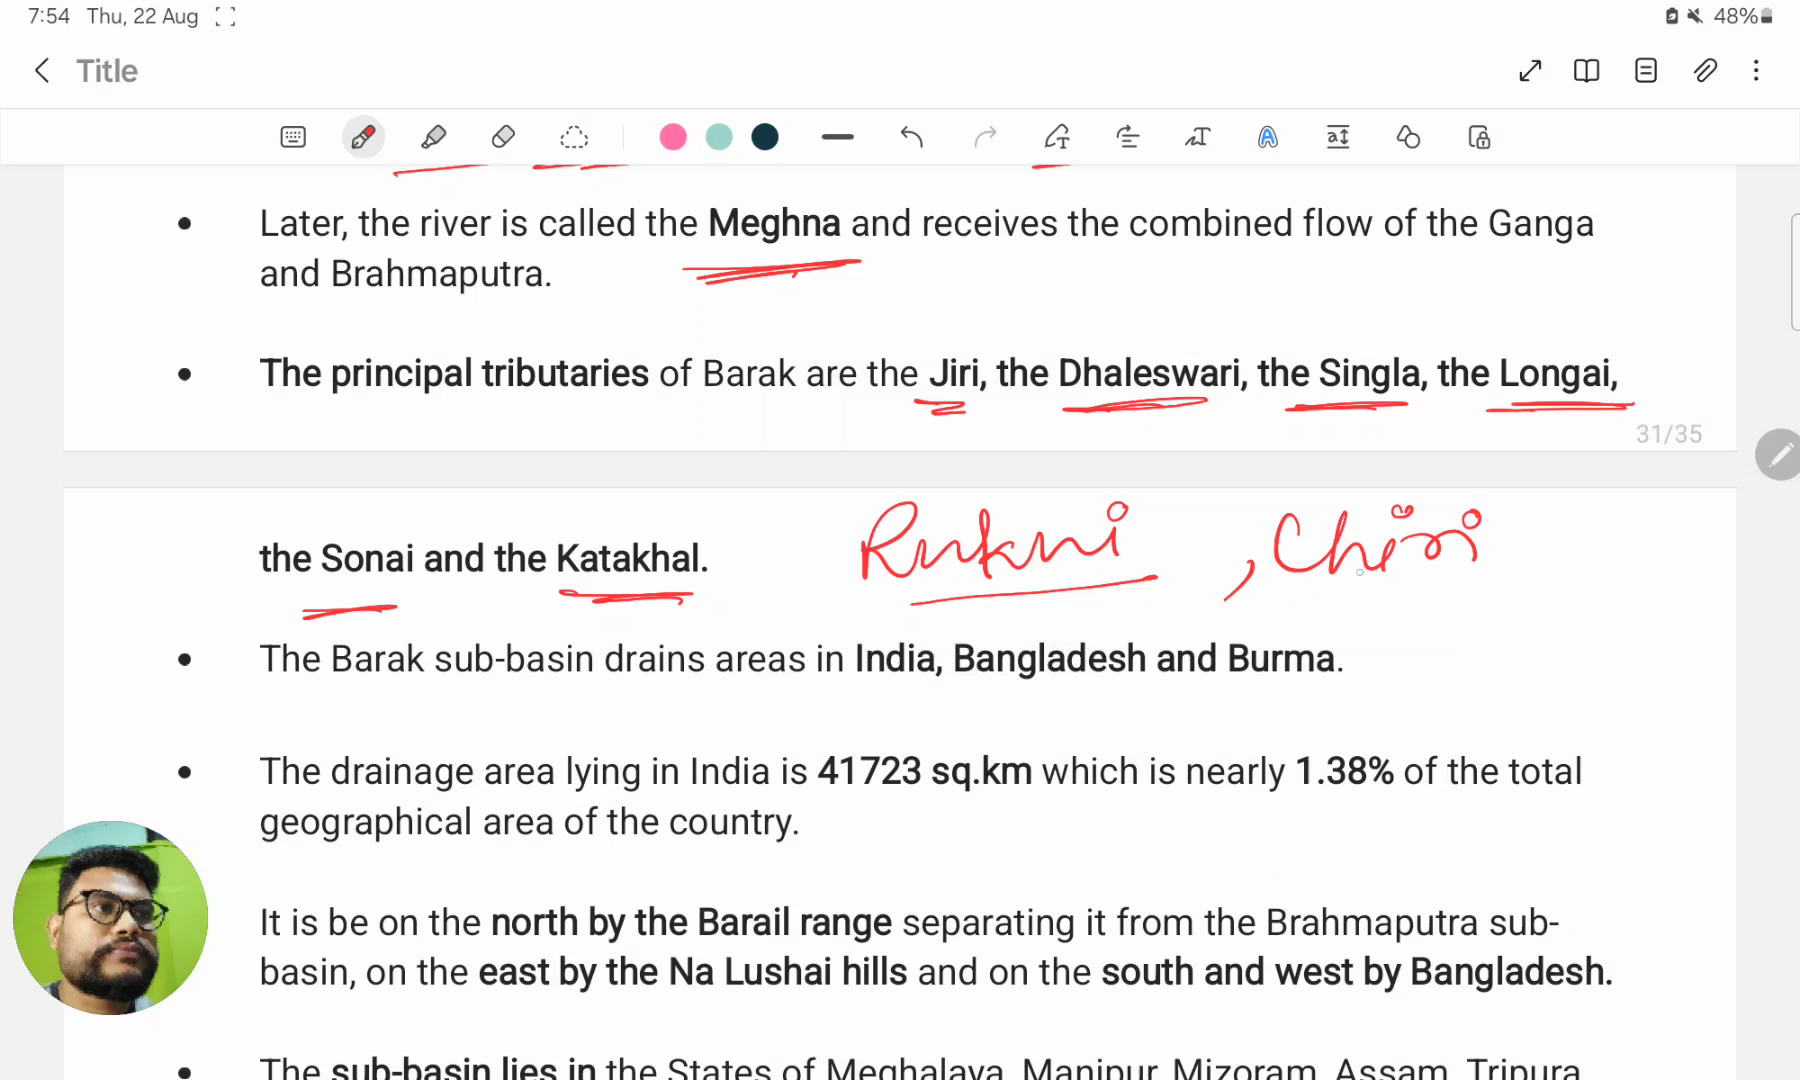 7:54 Thu, 22 Aug 48%
Title
Later, the river is called the Meghna and receives the combined flow of the Ganga
and Brahmaputra.
The principal tributaries of Barak are the Jiri, the Dhaleswari, the Singla, the Longai,
31/35
the Sonai and the Katakhal. Rukni , Chiri
The Barak sub-basin drains areas in India, Bangladesh and Burma.
The drainage area lying in India is 41723 sq.km which is nearly 1.38% of the total
geographical area of the country.
It is be on the north by the Barail range separating it from the Brahmaputra sub-
basin, on the east by the Na Lushai hills and on the south and west by Bangladesh.
The sub-basin lies in the States of Meghalaya, Manipur, Mizoram, Assam, Tripura